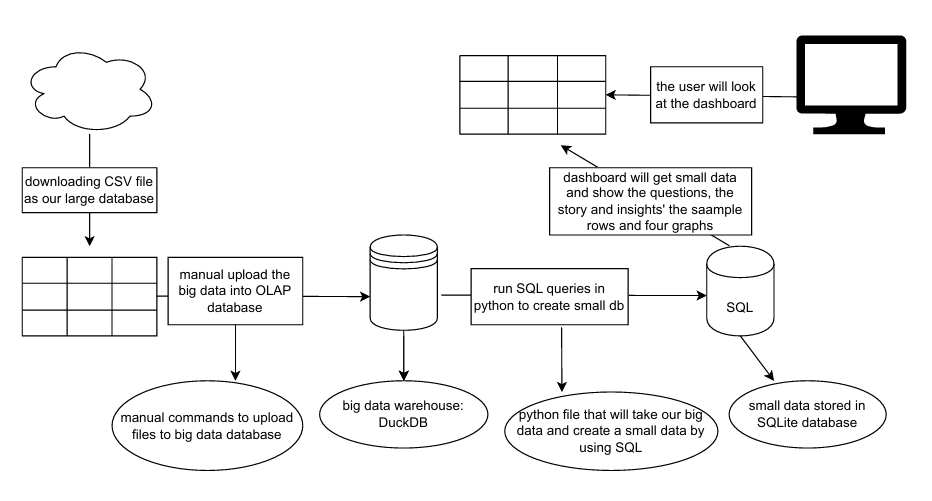 the user will look
at the dashboard
downloading CSV file
as our large database
dashboard will get small data
and show the questions, the
story and insights' the saample
rows and four graphs
manual upload the
big data into OLAP
database
run SQL queries in
python to create small db
SQL
manual commands to upload
files to big data database
big data warehouse:
DuckDB
python file that will take our big
data and create a small data by
using SQL
small data stored in
SQLite database